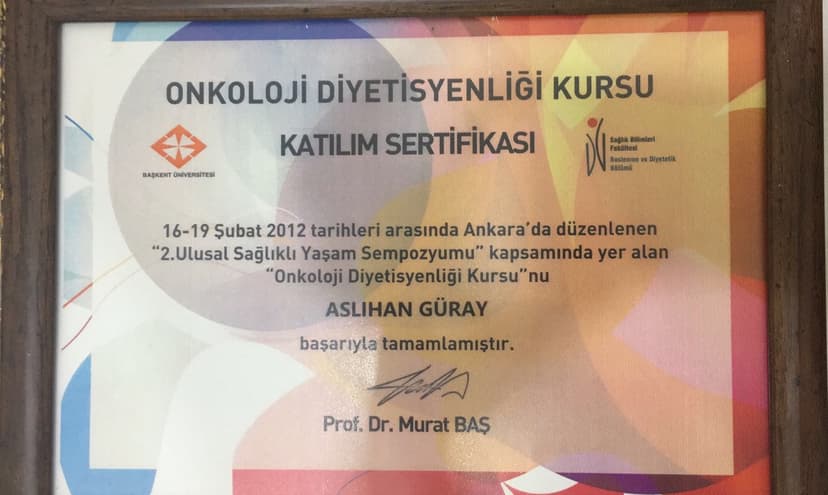 ONKOLOJİ DİYETİSYENLİĞİ KURSU
KATILIM SERTİFİKASI
BAŞKENT ÜNİVERSİTESİ
Sağlık Bilimleri
Fakültesi
Beslenme ve Diyetetik
Bölümü
16-19 Şubat 2012 tarihleri arasında Ankara’da düzenlenen
“2.Ulusal Sağlıklı Yaşam Sempozyumu” kapsamında yer alan
“Onkoloji Diyetisyenliği Kursu”nu
ASLIHAN GÜRAY
başarıyla tamamlamıştır.
Prof. Dr. Murat BAŞ